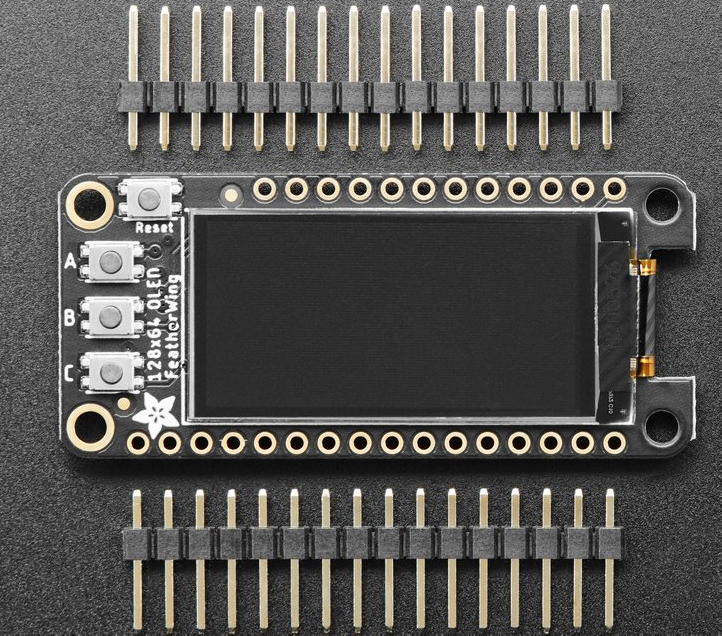 Reset
A
B
C
128x64 OLED
FeatherWing